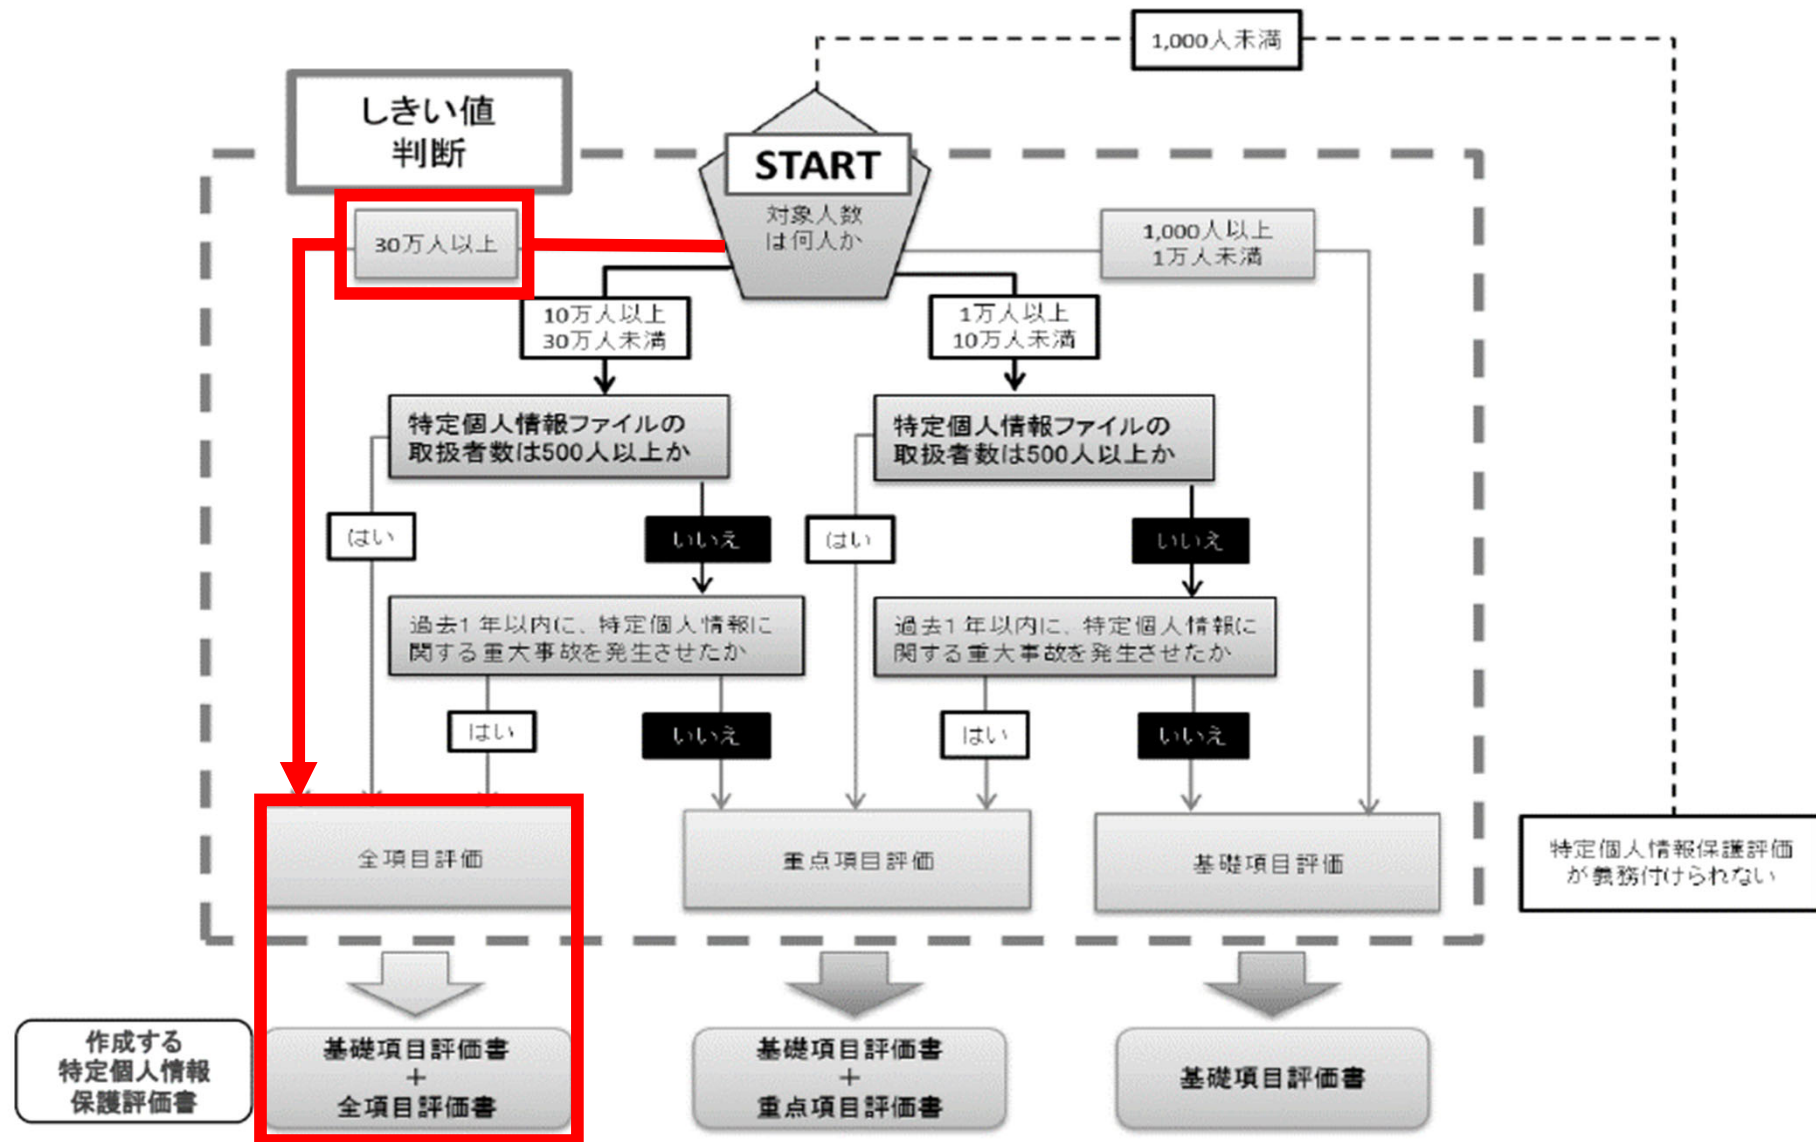 1,000人未満
しきい値
判断
START
対象人数
は何人か
30万人以上
1,000人以上
1万人未満
10万人以上
30万人未満
1万人以上
10万人未満
特定個人情報ファイルの
取扱者数は500人以上か
特定個人情報ファイルの
取扱者数は500人以上か
はい
いいえ
はい
いいえ
過去1年以内に、特定個人情報に
関する重大事故を発生させたか
過去1年以内に、特定個人情報に
関する重大事故を発生させたか
はい
いいえ
はい
いいえ
全項目評価
重点項目評価
基礎項目評価
特定個人情報保護評価
が義務付けられない
作成する
特定個人情報
保護評価書
基礎項目評価書
+
全項目評価書
基礎項目評価書
+
重点項目評価書
基礎項目評価書